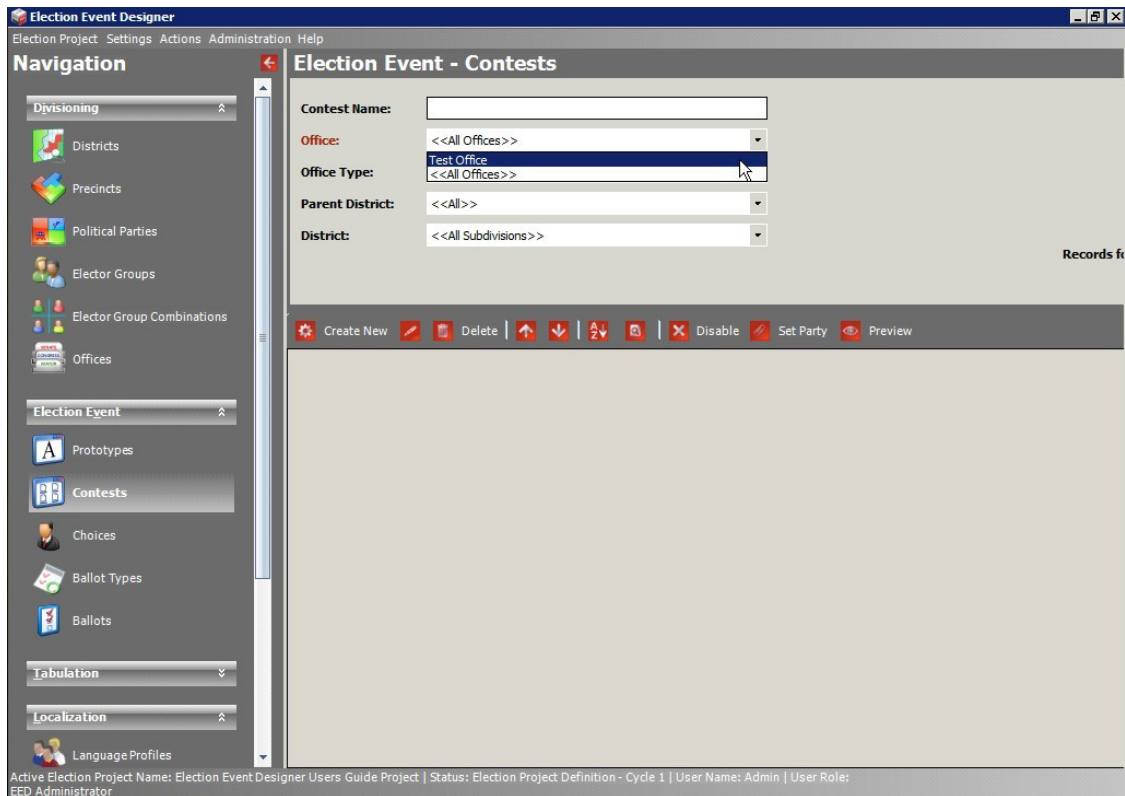 Election Event Designer
Election Project Settings Actions Administration Help
Navigation
Election Event - Contests
Divisioning
Districts
Precincts
Political Parties
Elector Groups
Elector Group Combinations
Offices
Election Event
Prototypes
Contests
Choices
Ballot Types
Ballots
Tabulation
Localization
Language Profiles
Contest Name:
Office: <<All Offices>>
Test Office
Office Type: <<All Offices>>
Parent District: <<All>>
District: <<All Subdivisions>>
Records
Create New Delete Disable Set Party Preview
Active Election Project Name: Election Event Designer Users Guide Project | Status: Election Project Definition - Cycle 1 | User Name: Admin | User Role:
EED Administrator